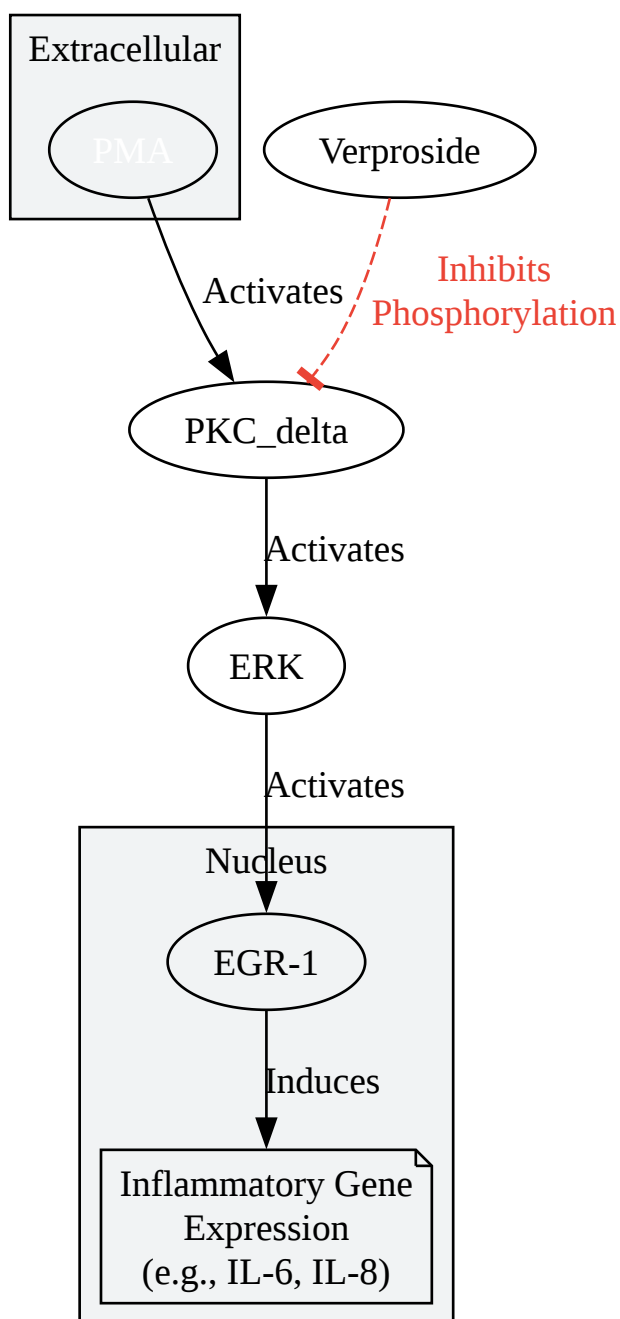 Extracellular
PMA
Verproside
Activates
Inhibits
Phosphorylation
PKC_delta
Activates
ERK
Activates
Nucleus
EGR-1
Induces
Inflammatory Gene
Expression
(e.g., IL-6, IL-8)